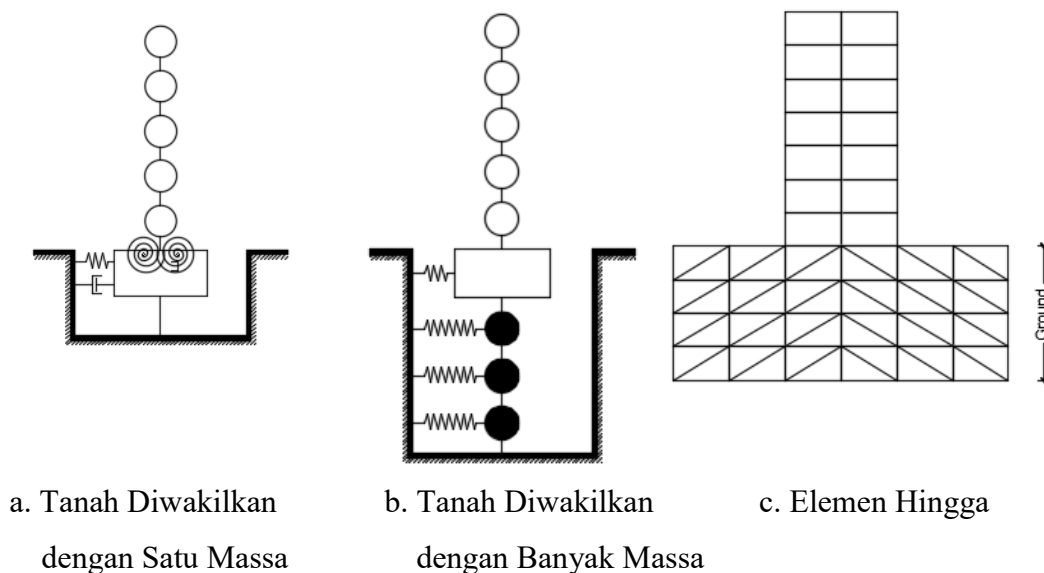 Ground
a. Tanah Diwakilkan
dengan Satu Massa
b. Tanah Diwakilkan
dengan Banyak Massa
c. Elemen Hingga